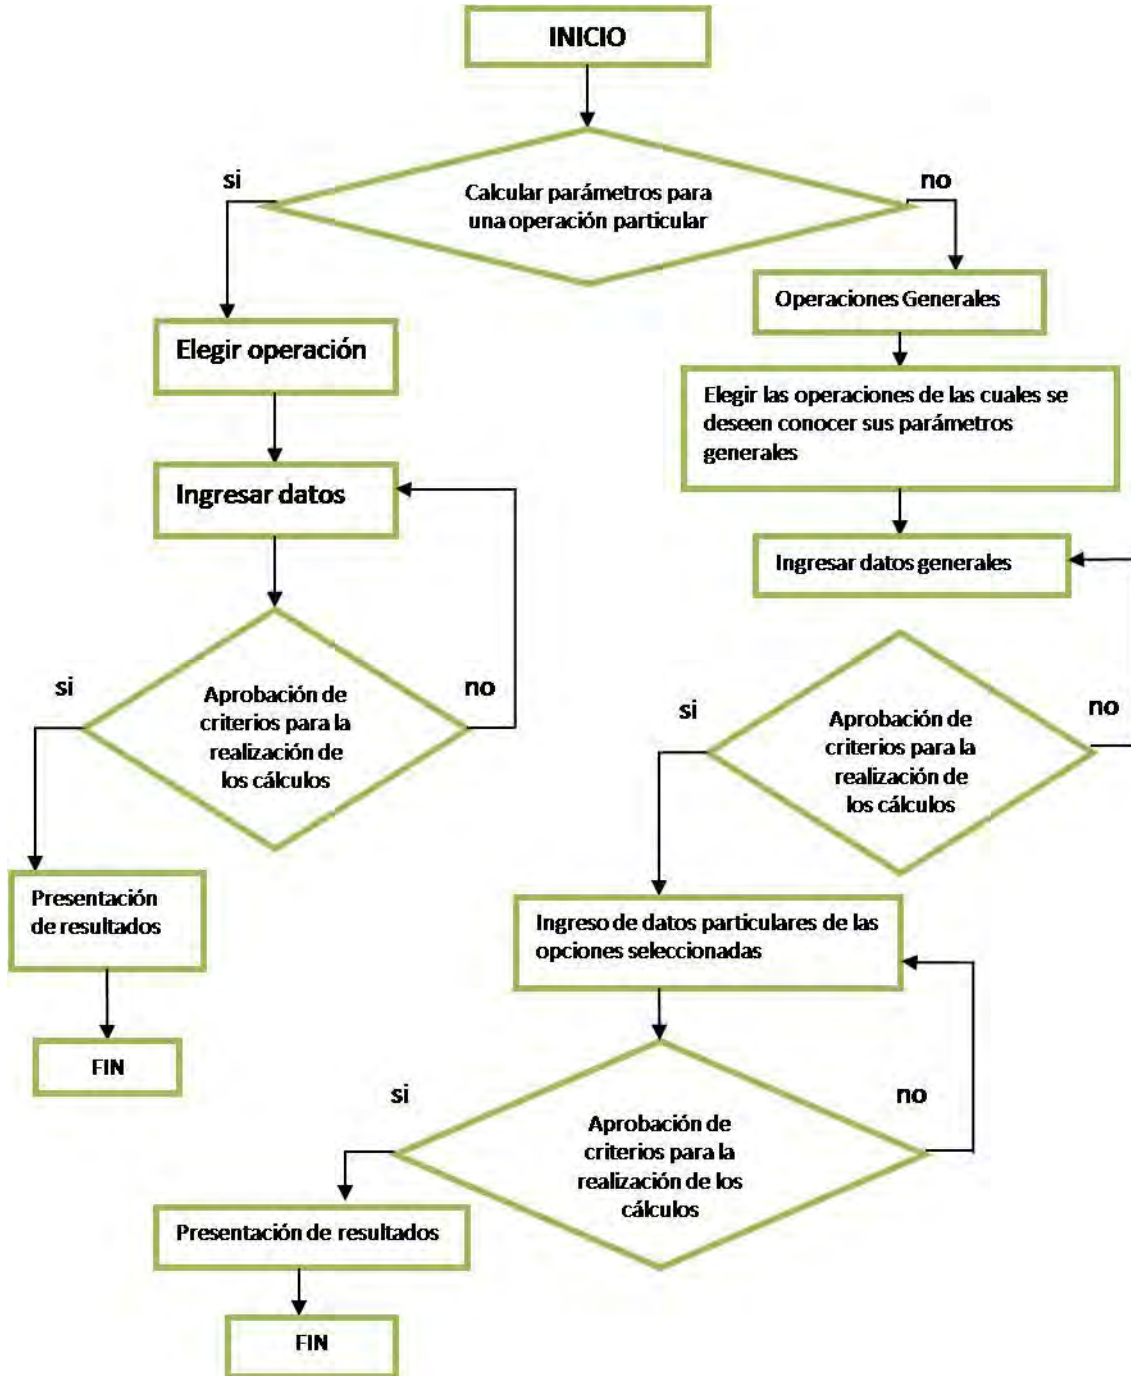 INICIO
si
no
Calcular parámetros para
una operación particular
Operaciones Generales
Elegir operación
Elegir las operaciones de las cuales se
deseen conocer sus parámetros
generales
Ingresar datos
Ingresar datos generales
si
no
Aprobación de
criterios para la
realización de
los cálculos
si
no
Aprobación de
criterios para la
realización de
los cálculos
Presentación
de resultados
Ingreso de datos particulares de las
opciones seleccionadas
FIN
si
no
Aprobación de
criterios para la
realización de los
cálculos
Presentación de resultados
FIN